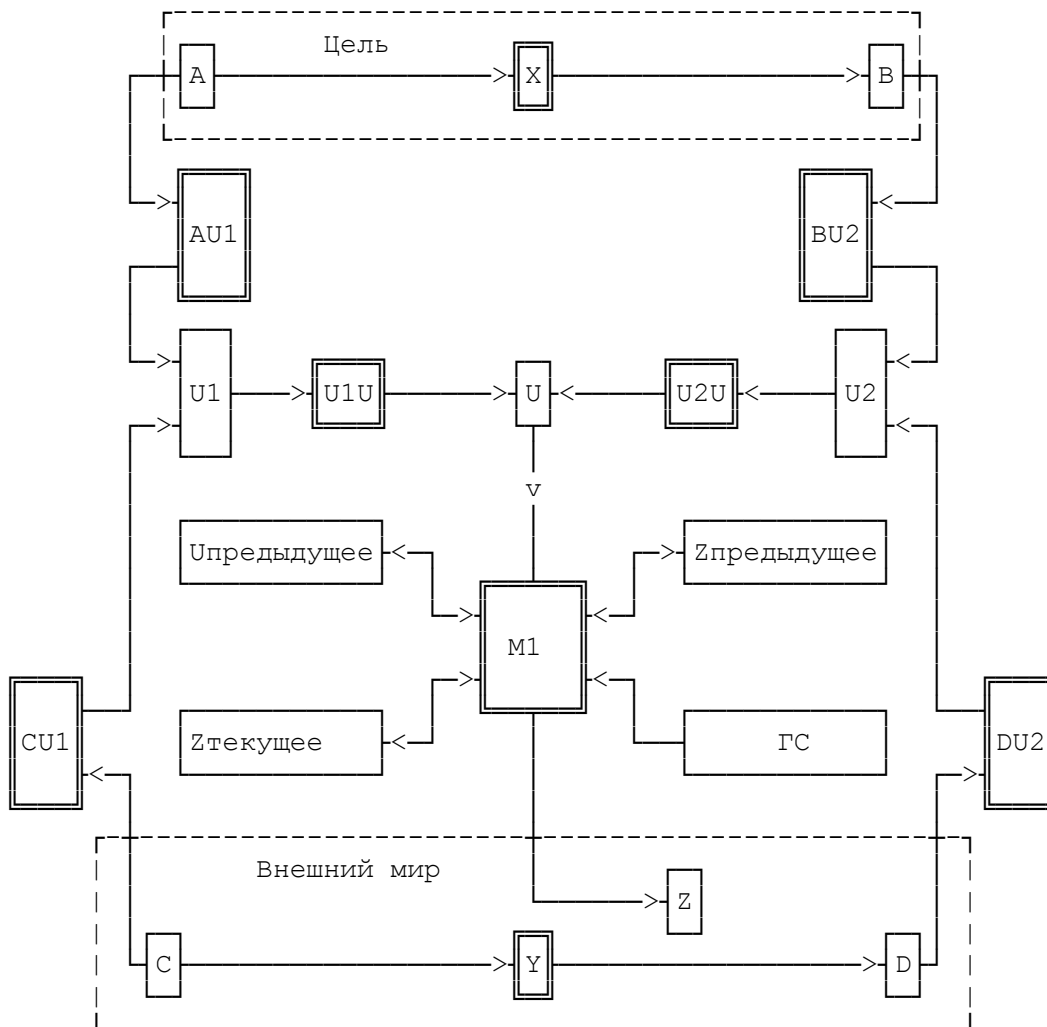 Цель
A X B
AU1 BU2
U1 U1U U U2U U2
v
Uпредыдущее Zпредыдущее
M1
CU1 Zтекущее ГС DU2
Внешний мир
Z
C Y D